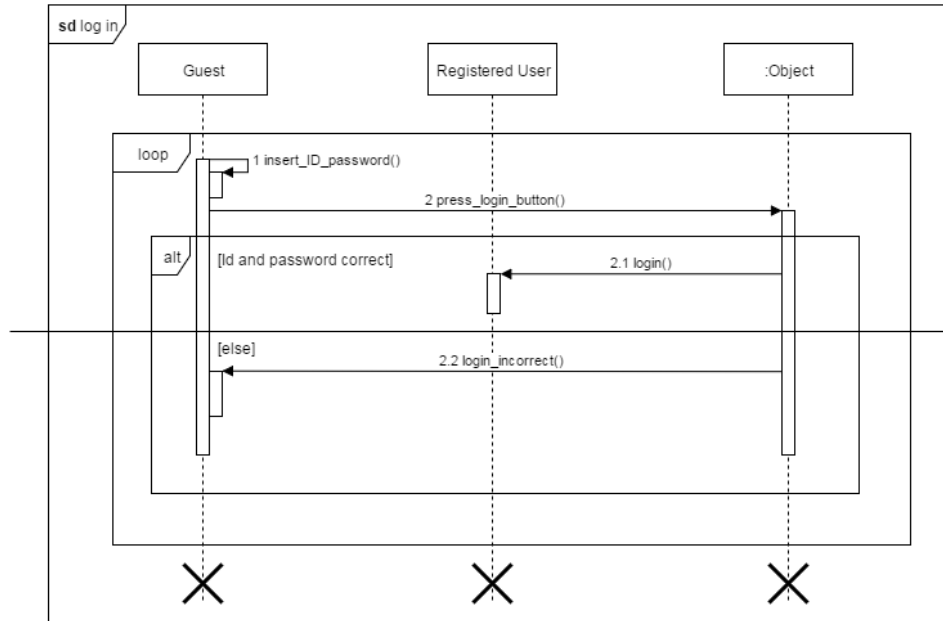 sd log in
Guest
Registered User
:Object
loop
1 insert_ID_password()
2 press_login_button()
alt
[Id and password correct]
2.1 login()
[else]
2.2 login_incorrect()